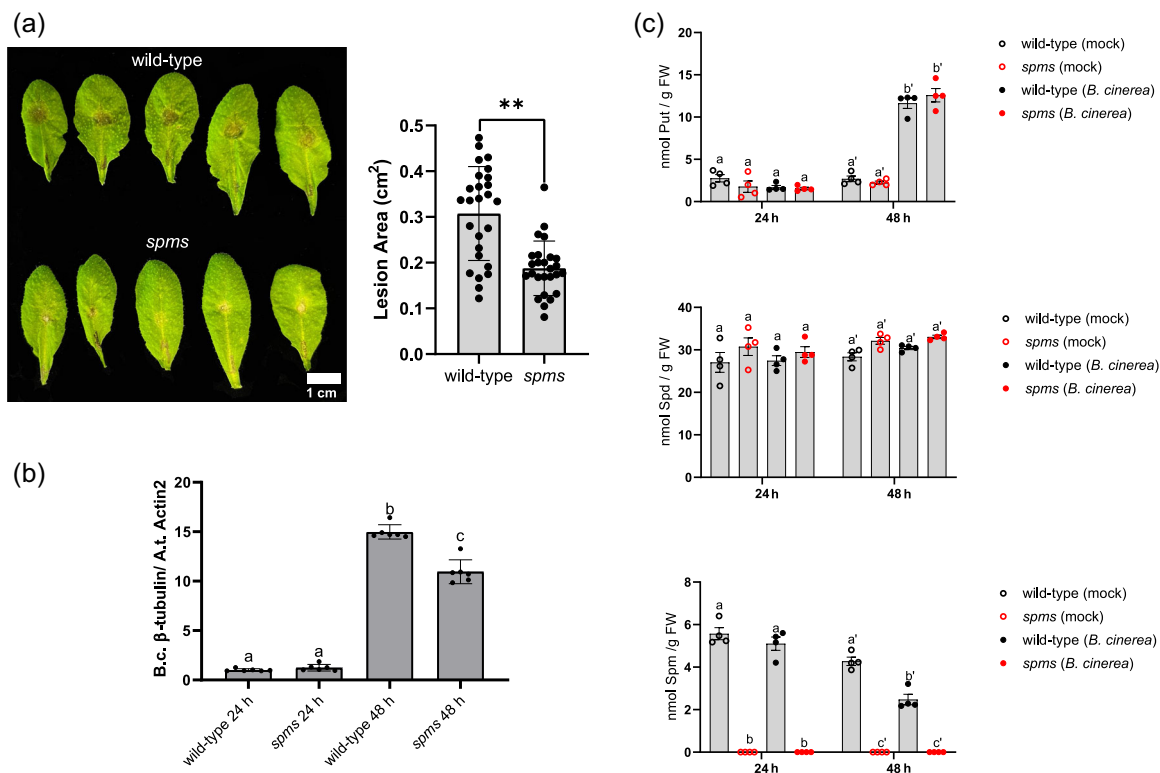 (a)
wild-type
spms
1 cm
**
Lesion Area (cm²)
0.5
0.4
0.3
0.2
0.1
0.0
wild-type
spms
(b)
B.c. β-tubulin/ A.t. Actin2
20
15
10
5
0
a
a
b
c
wild-type 24 h
spms 24 h
wild-type 48 h
spms 48 h
(c)
nmol Put / g FW
20
15
10
5
0
a
a
a
a
a'
a'
b'
b'
24 h
48 h
wild-type (mock)
spms (mock)
wild-type (B. cinerea)
spms (B. cinerea)
nmol Spd / g FW
40
30
20
10
0
a
a
a
a
a'
a'
a'
a'
24 h
48 h
wild-type (mock)
spms (mock)
wild-type (B. cinerea)
spms (B. cinerea)
nmol Spm /g FW
8
6
4
2
0
a
b
a
b
a'
c'
b'
c'
24 h
48 h
wild-type (mock)
spms (mock)
wild-type (B. cinerea)
spms (B. cinerea)